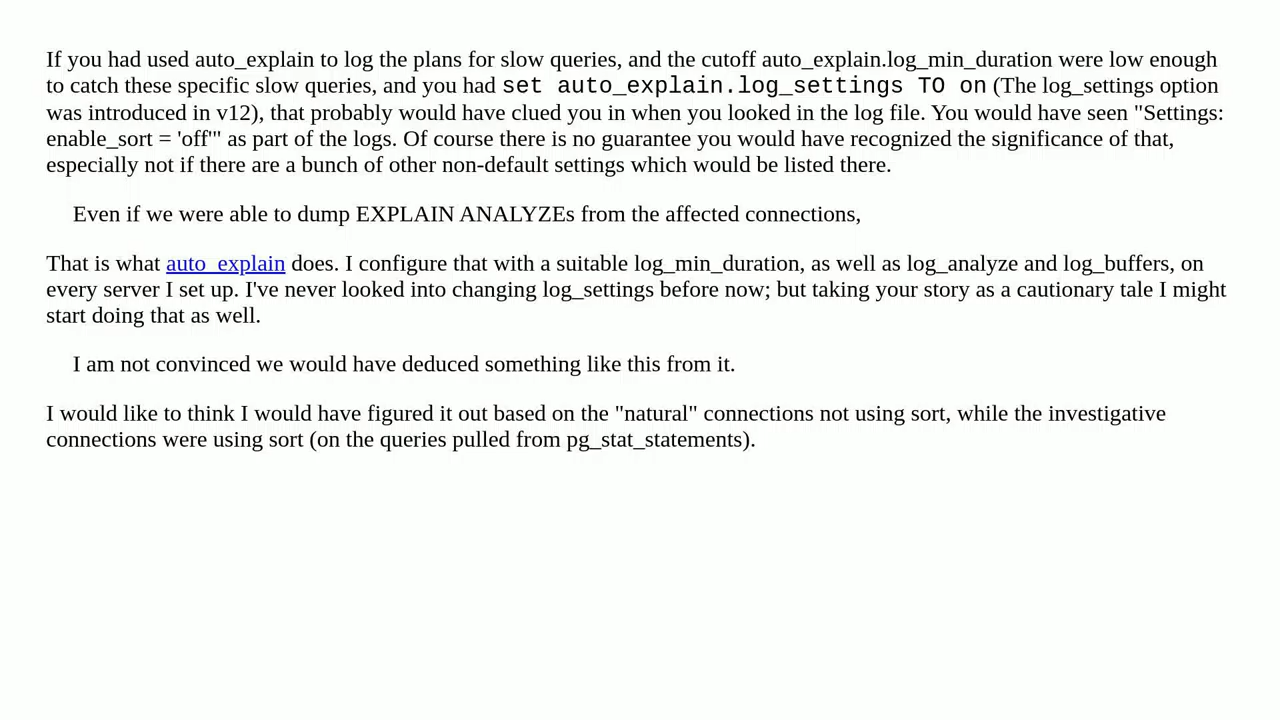 If you had used auto_explain to log the plans for slow queries, and the cutoff auto_explain.log_min_duration were low enough
to catch these specific slow queries, and you had set auto_explain.log_settings TO on (The log_settings option
was introduced in v12), that probably would have clued you in when you looked in the log file. You would have seen "Settings:
enable_sort = 'off'" as part of the logs. Of course there is no guarantee you would have recognized the significance of that,
especially not if there are a bunch of other non-default settings which would be listed there.
Even if we were able to dump EXPLAIN ANALYZEs from the affected connections,
That is what auto_explain does. I configure that with a suitable log_min_duration, as well as log_analyze and log_buffers, on
every server I set up. I've never looked into changing log_settings before now; but taking your story as a cautionary tale I might
start doing that as well.
I am not convinced we would have deduced something like this from it.
I would like to think I would have figured it out based on the "natural" connections not using sort, while the investigative
connections were using sort (on the queries pulled from pg_stat_statements).